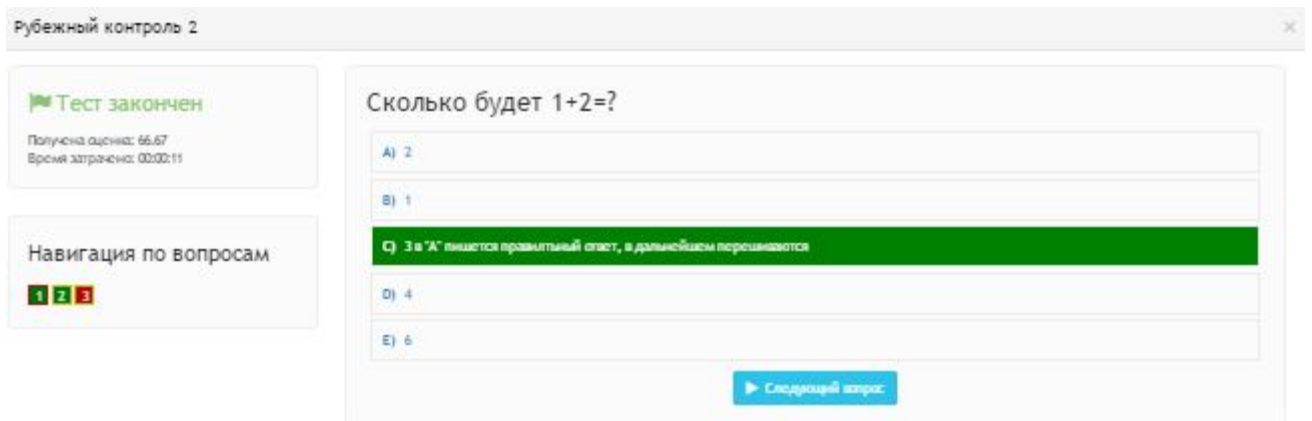 Рубежный контроль 2
×
Тест закончен
Получена оценка: 66.67
Время затрачено: 00:00:11
Навигация по вопросам
1 2 3
Сколько будет 1+2=?
A) 2
B) 1
C) 3 в "А" пишется правилтьный ответ, в дальнейшем перешиваются
D) 4
E) 6
Следующий вопрос